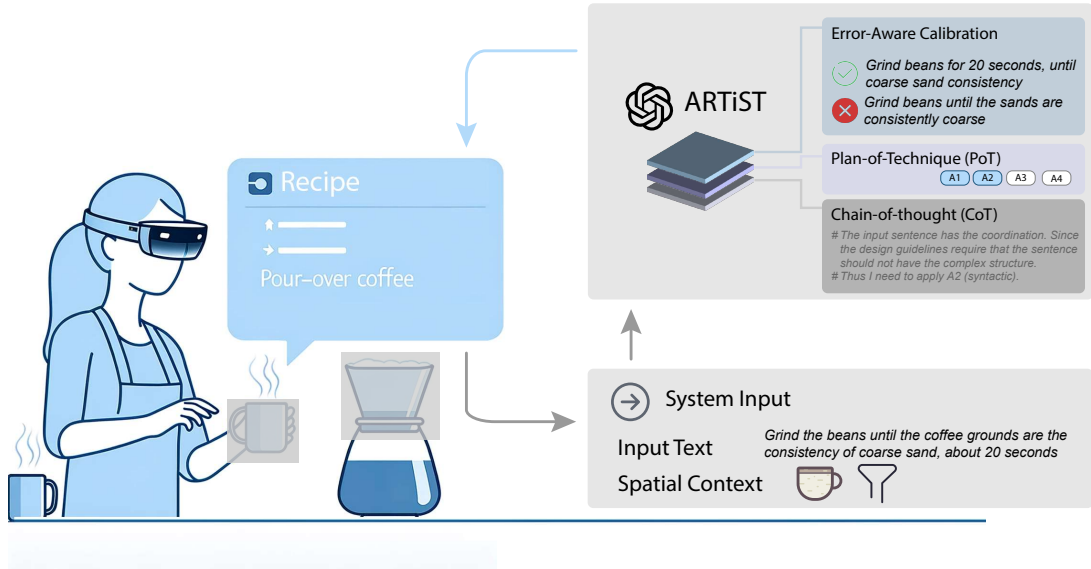 Recipe
Pour-over coffee
ARTiST
Error-Aware Calibration
Grind beans for 20 seconds, until
coarse sand consistency
Grind beans until the sands are
consistently coarse
Plan-of-Technique (PoT)
A1 A2 A3 A4
Chain-of-thought (CoT)
# The input sentence has the coordination. Since
the design guidelines require that the sentence
should not have the complex structure.
# Thus I need to apply A2 (syntactic).
System Input
Input Text
Grind the beans until the coffee grounds are the
consistency of coarse sand, about 20 seconds
Spatial Context